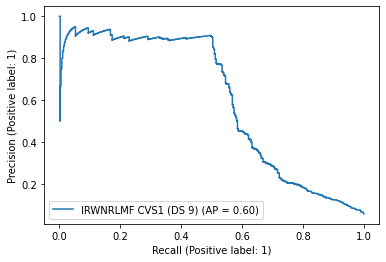 1.0
0.8
0.6
0.4
0.2
Precision (Positive label: 1)
IRWNRLMF CVS1 (DS 9) (AP = 0.60)
0.0 0.2 0.4 0.6 0.8 1.0
Recall (Positive label: 1)